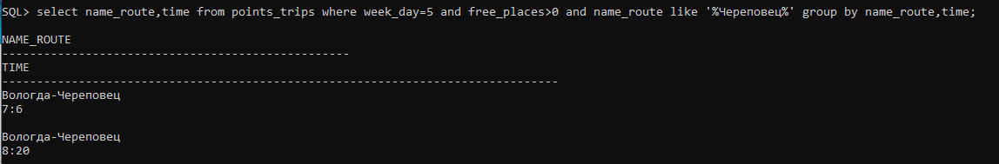 SQL> select name_route,time from points_trips where week_day=5 and free_places>0 and name_route like '%Череповец%' group by name_route,time;
NAME_ROUTE
--------------------------------------------------
TIME
--------------------------------------------------------------------------------
Вологда-Череповец
7:6
Вологда-Череповец
8:20